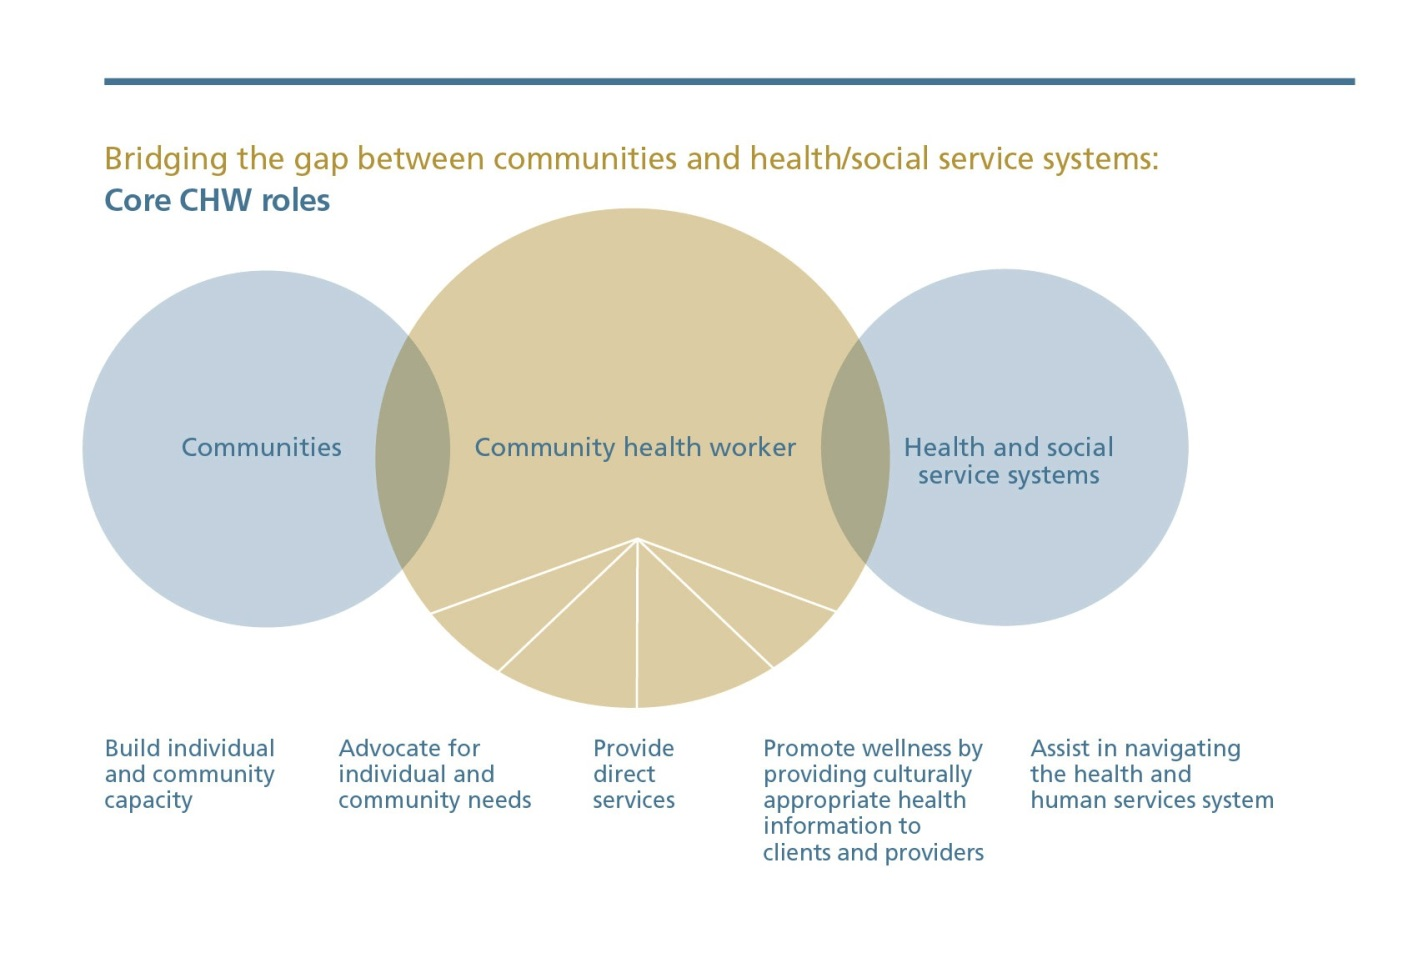 Bridging the gap between communities and health/social service systems:
Core CHW roles
Communities
Community health worker
Health and social
service systems
Build individual
and community
capacity
Advocate for
individual and
community needs
Provide
direct
services
Promote wellness by
providing culturally
appropriate health
information to
clients and providers
Assist in navigating
the health and
human services system